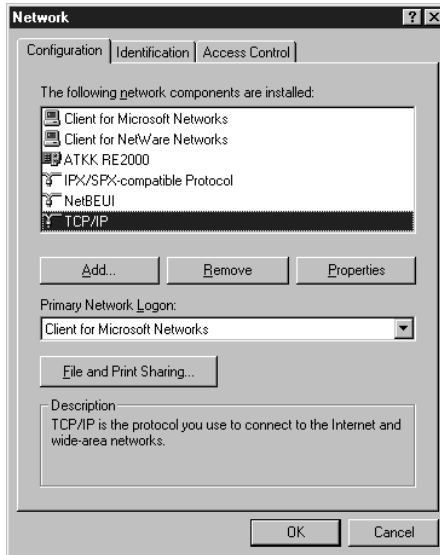 Network
Configuration Identification Access Control
The following network components are installed:
Client for Microsoft Networks
Client for NetWare Networks
ATKK RE2000
IPX/SPX-compatible Protocol
NetBEUI
TCP/IP
Add... Remove Properties
Primary Network Logon:
Client for Microsoft Networks
File and Print Sharing...
Description
TCP/IP is the protocol you use to connect to the Internet and
wide-area networks.
OK Cancel